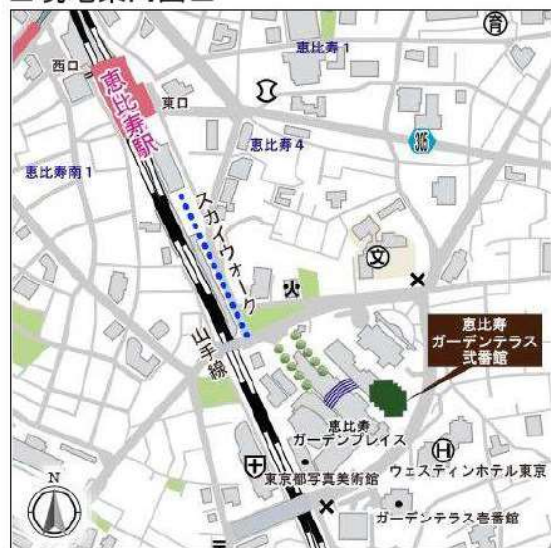 恵比寿1
育
西口
東口
恵比寿駅
305
恵比寿4
恵比寿南1
スカイウォーク
文
火
山手線
恵比寿
ガーデンテラス
弐番館
恵比寿
ガーデンプレイス
H
ウェスティンホテル東京
東京都写真美術館
N
ガーデンテラス壱番館